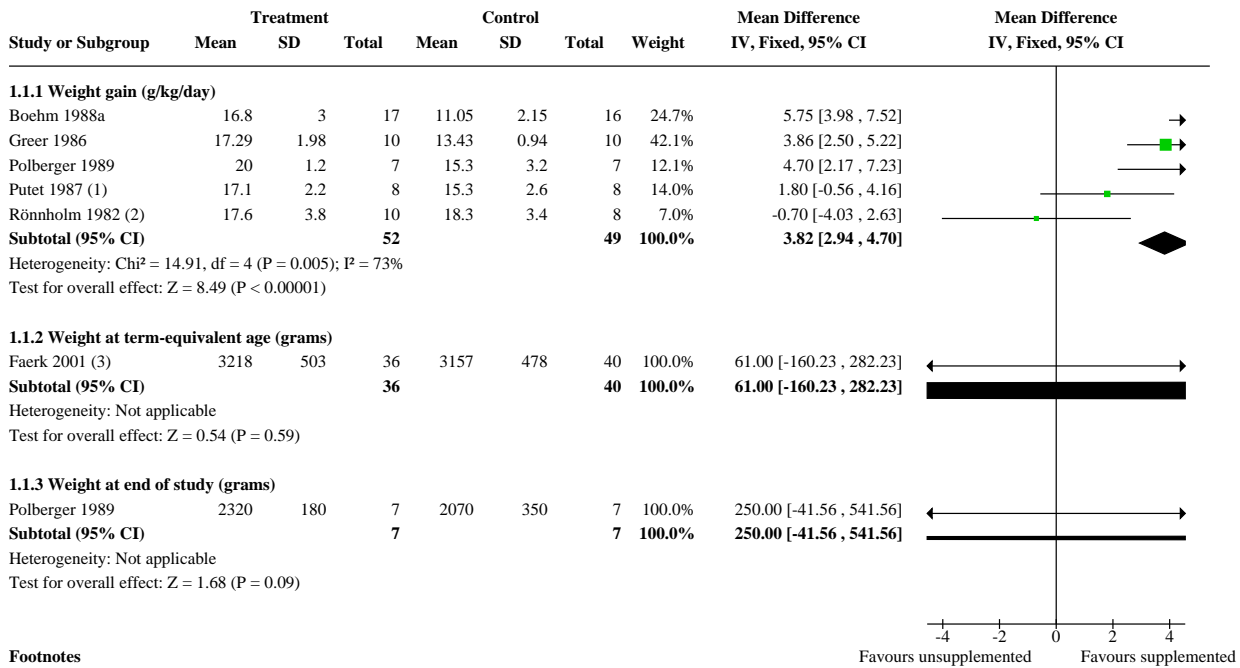 Treatment Control Mean Difference Mean Difference
Study or Subgroup Mean SD Total Mean SD Total Weight IV, Fixed, 95% CI IV, Fixed, 95% CI
1.1.1 Weight gain (g/kg/day)
Boehm 1988a 16.8 3 17 11.05 2.15 16 24.7% 5.75 [3.98 , 7.52]
Greer 1986 17.29 1.98 10 13.43 0.94 10 42.1% 3.86 [2.50 , 5.22]
Polberger 1989 20 1.2 7 15.3 3.2 7 12.1% 4.70 [2.17 , 7.23]
Putet 1987 (1) 17.1 2.2 8 15.3 2.6 8 14.0% 1.80 [-0.56 , 4.16]
Rönnholm 1982 (2) 17.6 3.8 10 18.3 3.4 8 7.0% -0.70 [-4.03 , 2.63]
Subtotal (95% CI) 52 49 100.0% 3.82 [2.94 , 4.70]
Heterogeneity: Chi² = 14.91, df = 4 (P = 0.005); I² = 73%
Test for overall effect: Z = 8.49 (P < 0.00001)
1.1.2 Weight at term-equivalent age (grams)
Faerk 2001 (3) 3218 503 36 3157 478 40 100.0% 61.00 [-160.23 , 282.23]
Subtotal (95% CI) 36 40 100.0% 61.00 [-160.23 , 282.23]
Heterogeneity: Not applicable
Test for overall effect: Z = 0.54 (P = 0.59)
1.1.3 Weight at end of study (grams)
Polberger 1989 2320 180 7 2070 350 7 100.0% 250.00 [-41.56 , 541.56]
Subtotal (95% CI) 7 7 100.0% 250.00 [-41.56 , 541.56]
Heterogeneity: Not applicable
Test for overall effect: Z = 1.68 (P = 0.09)
-4 -2 0 2 4
Footnotes Favours unsupplemented Favours supplemented